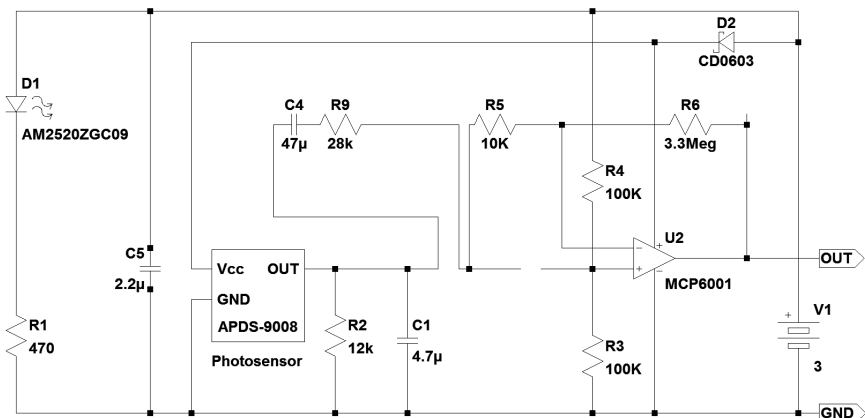 D1
AM2520ZGC09
R1
470
C5
2.2µ
C4
47µ
R9
28k
Vcc
OUT
GND
APDS-9008
Photosensor
R2
12k
C1
4.7µ
R5
10K
R6
3.3Meg
R4
100K
R3
100K
D2
CD0603
U2
MCP6001
−
+
+
−
OUT
V1
+
3
GND